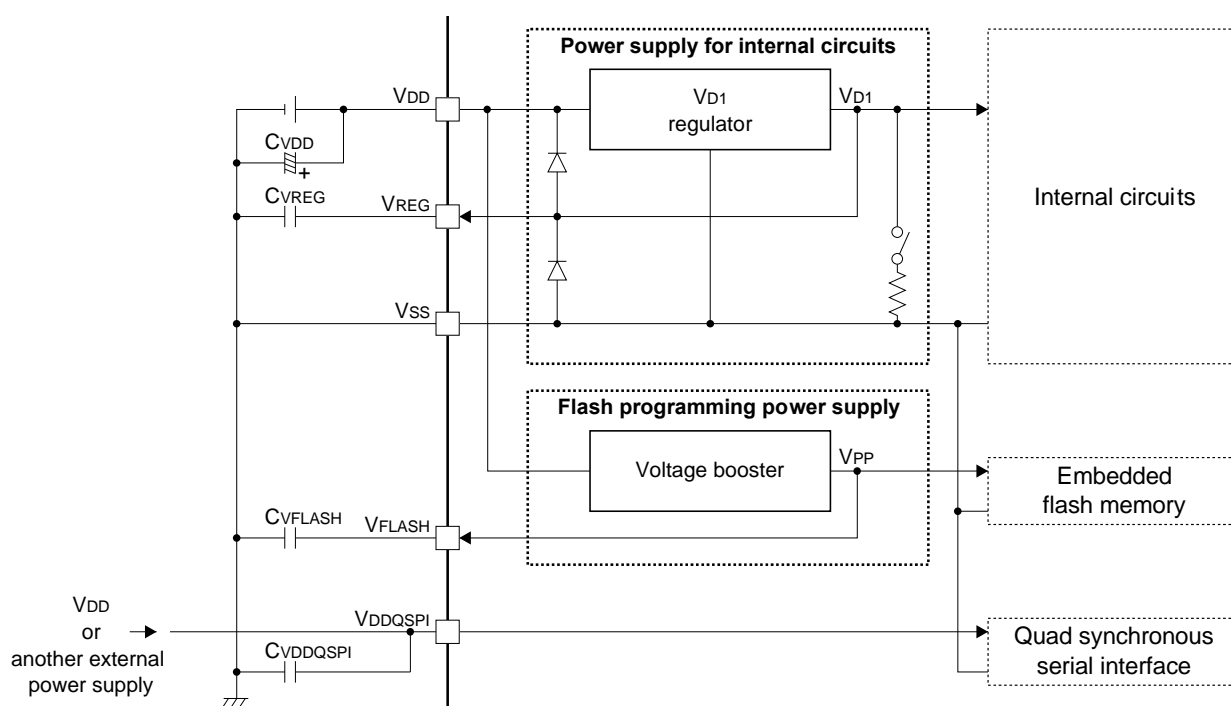 Power supply for internal circuits
VDD
VD1
regulator
VD1
CVDD
+
CVREG
VREG
Internal circuits
VSS
Flash programming power supply
Voltage booster
VPP
Embedded
flash memory
CVFLASH
VFLASH
VDD
or
another external
power supply
VDDQSPI
CVDDQSPI
Quad synchronous
serial interface